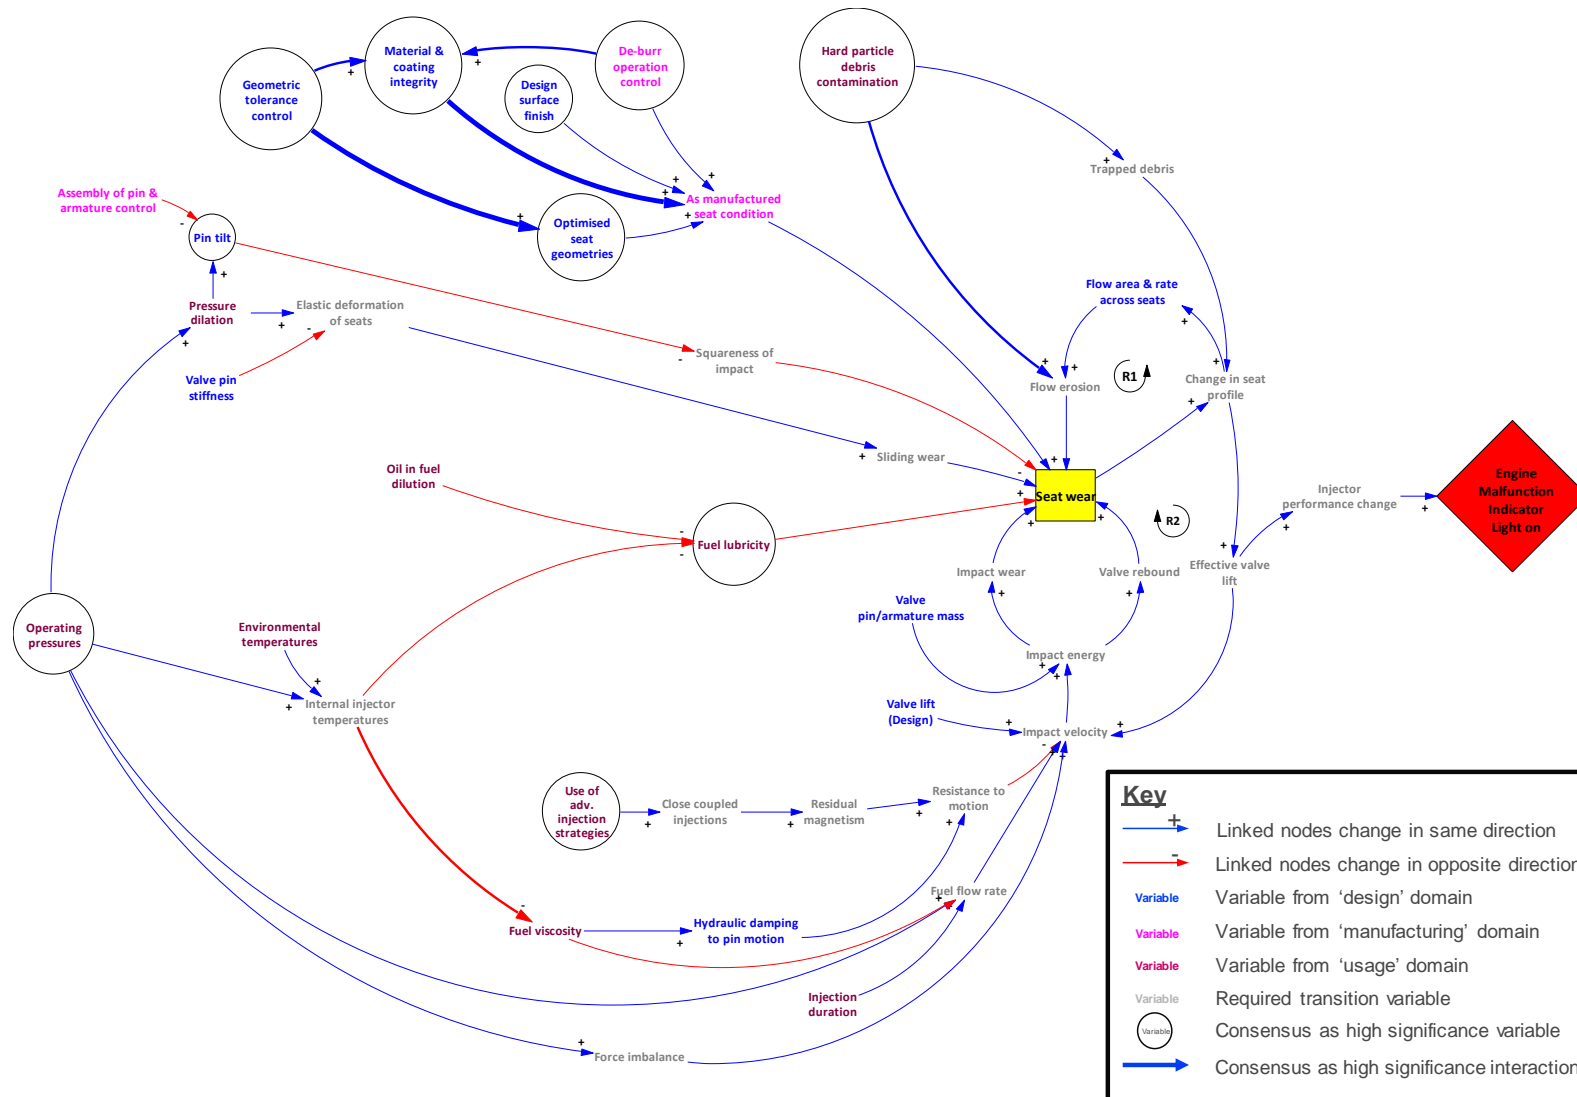 Geometric
tolerance
control
Material &
coating
integrity
De-burr
operation
control
Design
surface
finish
Hard particle
debris
contamination
Trapped debris
Assembly of pin &
armature control
Pin tilt
As manufactured
seat condition
Optimised
seat
geometries
Pressure
dilation
Elastic deformation
of seats
Valve pin
stiffness
Squareness of
impact
Flow area & rate
across seats
Flow erosion
R1
Change in seat
profile
Sliding wear
Oil in fuel
dilution
Seat wear
R2
Fuel lubricity
Injector
performance change
Engine
Malfunction
Indicator
Light on
Impact wear
Valve rebound
Effective valve
lift
Operating
pressures
Environmental
temperatures
Valve
pin/armature mass
Impact energy
Internal injector
temperatures
Valve lift
(Design)
Impact velocity
Use of
adv.
injection
strategies
Close coupled
injections
Residual
magnetism
Resistance to
motion
Fuel flow rate
Fuel viscosity
Hydraulic damping
to pin motion
Injection
duration
Force imbalance
Key
+ Linked nodes change in same direction
- Linked nodes change in opposite direction
Variable Variable from ‘design’ domain
Variable Variable from ‘manufacturing’ domain
Variable Variable from ‘usage’ domain
Variable Required transition variable
Variable Consensus as high significance variable
Consensus as high significance interaction